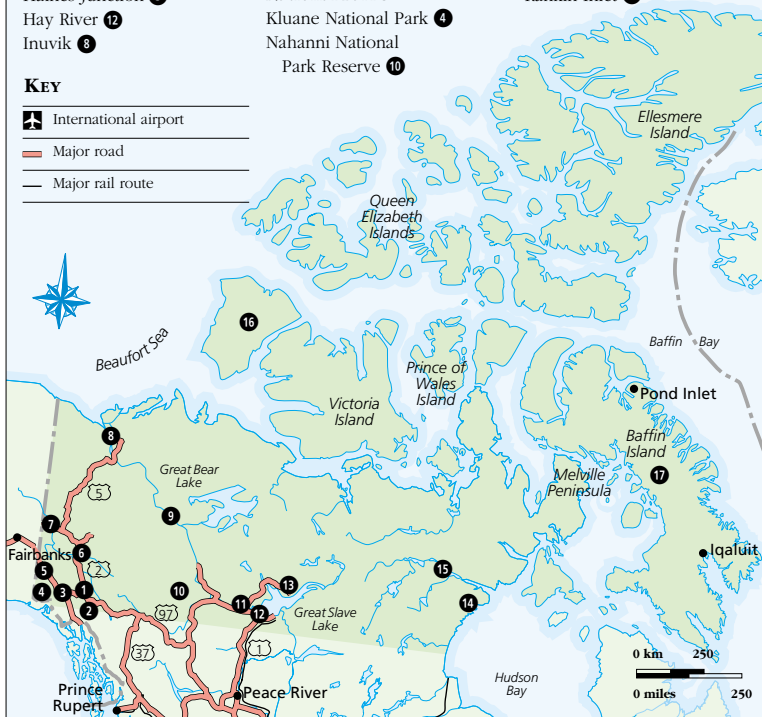 Hay River 12
Inuvik 8
Kluane National Park 4
Nahanni National
Park Reserve 10
KEY
International airport
Major road
Major rail route
Ellesmere
Island
Queen
Elizabeth
Islands
16
Beaufort Sea
Baffin Bay
Prince of
Wales
Island
Victoria
Island
Pond Inlet
Baffin
Island
17
Melville
Peninsula
8
Great Bear
Lake
5
9
7
Fairbanks
6
2
5
4
3
1
2
10
97
11
12
13
15
14
Iqaluit
Great Slave
Lake
37
1
Hudson
Bay
0 km 250
0 miles 250
Prince
Rupert
Peace River